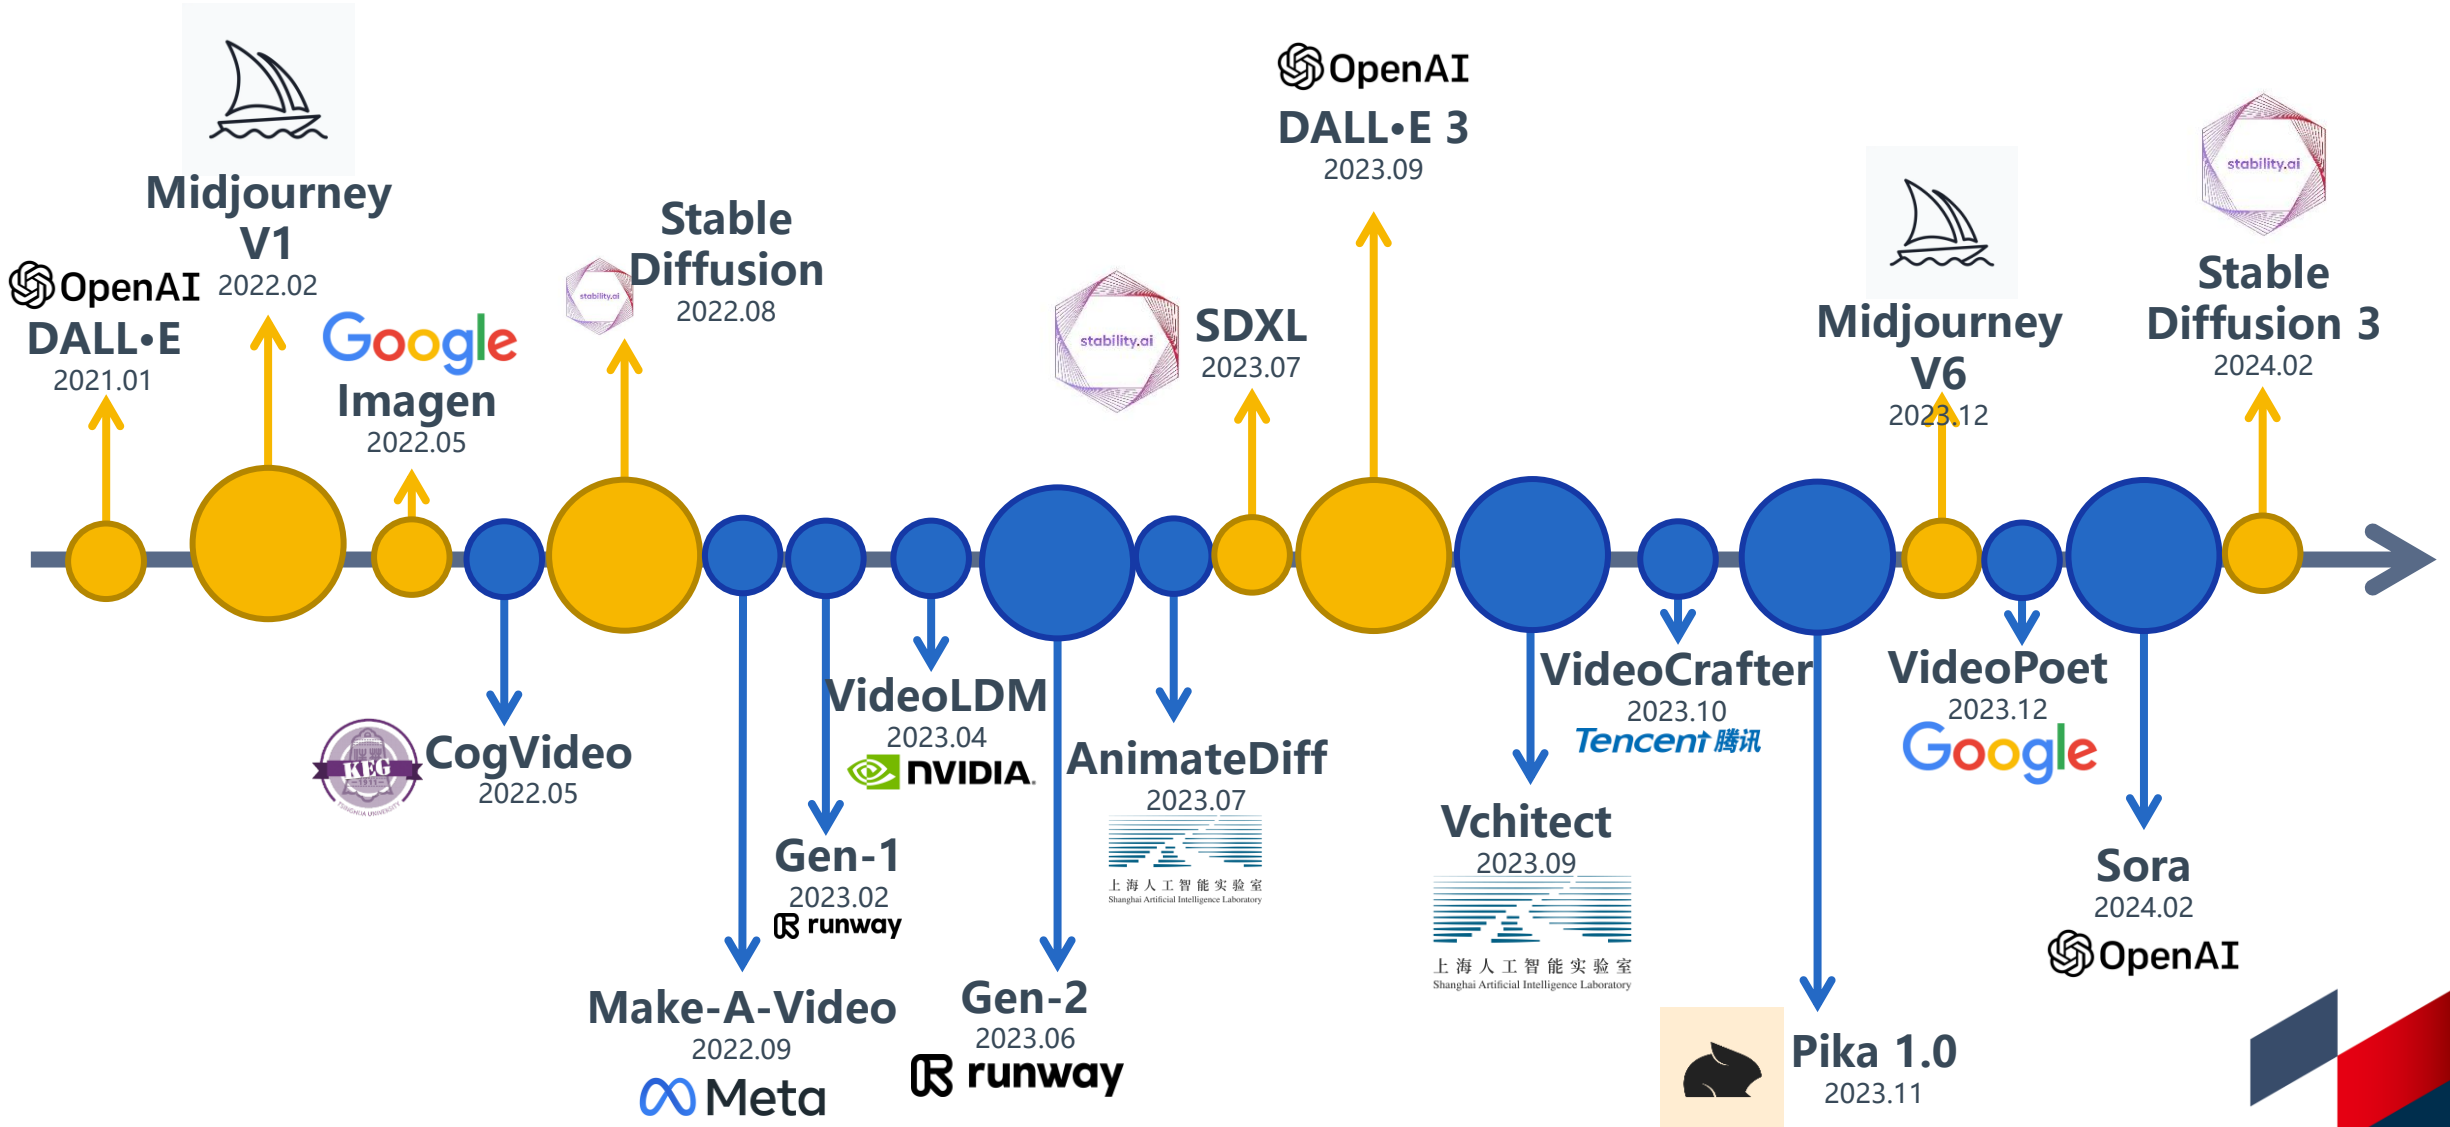 OpenAI
DALL•E
2021.01
Midjourney
V1
2022.02
Google
Imagen
2022.05
stability.ai
Stable
Diffusion
2022.08
stability.ai
SDXL
2023.07
OpenAI
DALL•E 3
2023.09
Midjourney
V6
2023.12
stability.ai
Stable
Diffusion 3
2024.02
KEG
TSINGHUA UNIVERSITY
CogVideo
2022.05
Make-A-Video
2022.09
Meta
Gen-1
2023.02
runway
VideoLDM
2023.04
NVIDIA.
Gen-2
2023.06
runway
AnimateDiff
2023.07
上海人工智能实验室
Shanghai Artificial Intelligence Laboratory
Vchitect
2023.09
上海人工智能实验室
Shanghai Artificial Intelligence Laboratory
VideoCrafter
2023.10
Tencent 腾讯
Pika 1.0
2023.11
VideoPoet
2023.12
Google
Sora
2024.02
OpenAI